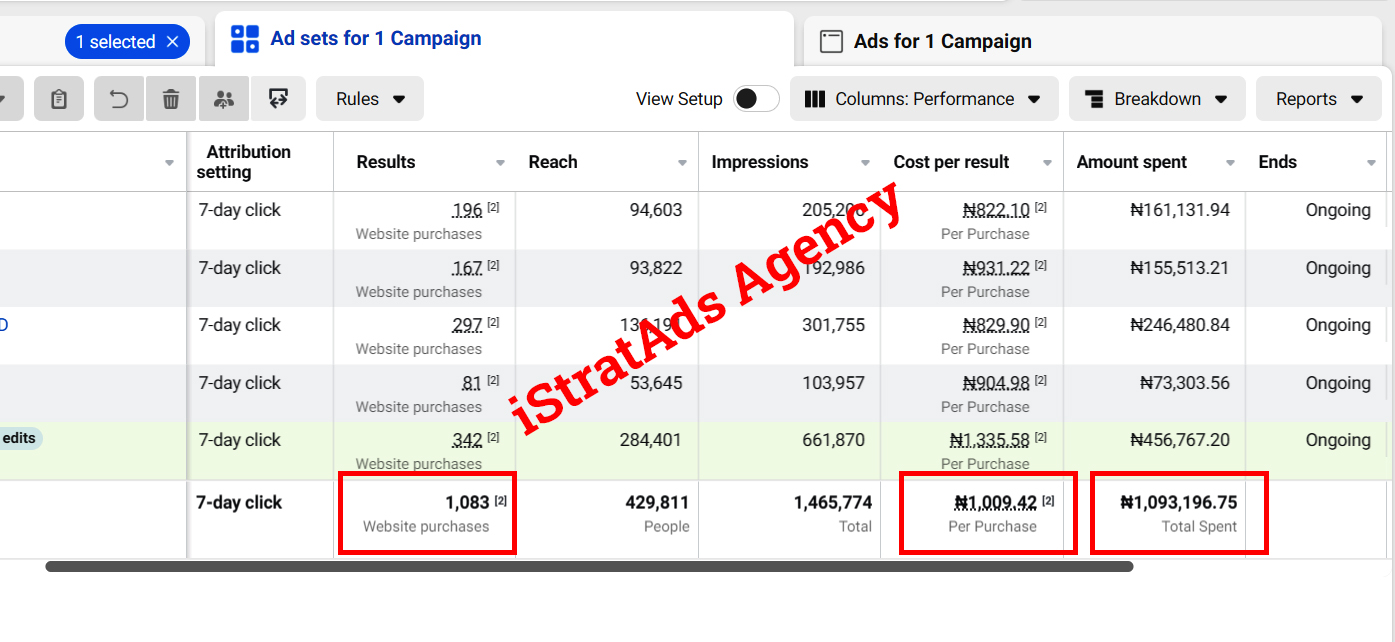 1 selected ×
Ad sets for 1 Campaign
Ads for 1 Campaign
Rules
View Setup
Columns: Performance
Breakdown
Reports
Attribution setting
Results
Reach
Impressions
Cost per result
Amount spent
Ends
7-day click 196 [2] 94,603 ₦822.10 [2] ₦161,131.94 Ongoing
Website purchases Per Purchase
7-day click 167 [2] 93,822 192,986 ₦931.22 [2] ₦155,513.21 Ongoing
Website purchases Per Purchase
D
7-day click 297 [2] 301,755 ₦829.90 [2] ₦246,480.84 Ongoing
Website purchases Per Purchase
7-day click 81 [2] 53,645 103,957 ₦904.98 [2] ₦73,303.56 Ongoing
Website purchases Per Purchase
edits
7-day click 342 [2] 284,401 661,870 ₦1,335.58 [2] ₦456,767.20 Ongoing
Website purchases Per Purchase
7-day click 1,083 [2] 429,811 1,465,774 ₦1,009.42 [2] ₦1,093,196.75
Website purchases People Total Per Purchase Total Spent
iStratAds Agency